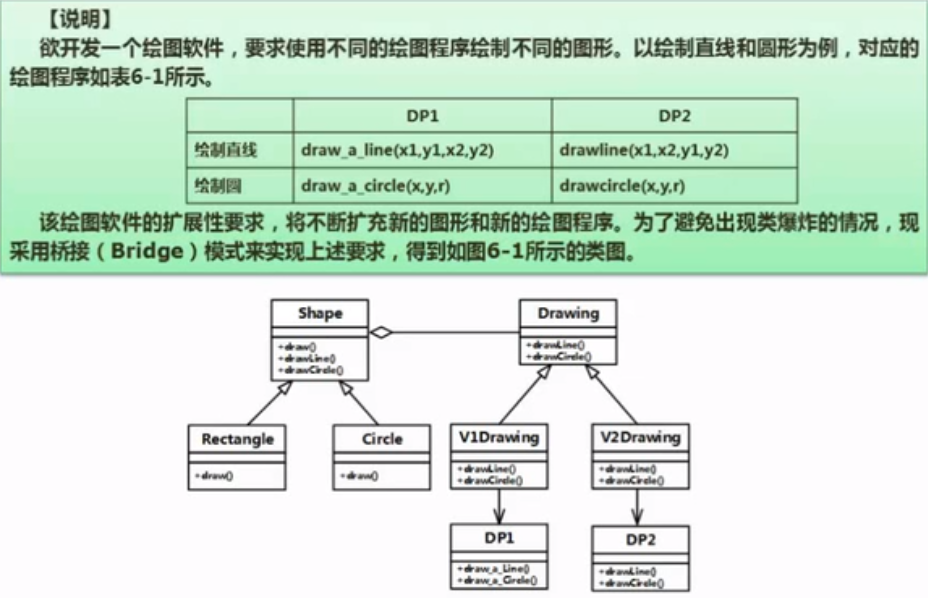 【说明】
欲开发一个绘图软件，要求使用不同的绘图程序绘制不同的图形。以绘制直线和圆形为例，对应的
绘图程序如表6-1所示。
DP1 DP2
绘制直线 draw_a_line(x1,y1,x2,y2) drawline(x1,x2,y1,y2)
绘制圆 draw_a_circle(x,y,r) drawcircle(x,y,r)
该绘图软件的扩展性要求，将不断扩充新的图形和新的绘图程序。为了避免出现类爆炸的情况，现
采用桥接（Bridge）模式来实现上述要求，得到如图6-1所示的类图。
Shape
+draw()
+drawLine()
+drawCircle()
Drawing
+drawLine()
+drawCircle()
Rectangle
+draw()
Circle
+draw()
V1Drawing
+drawLine()
+drawCircle()
V2Drawing
+drawLine()
+drawCircle()
DP1
+draw_a_Line()
+draw_a_Circle()
DP2
+drawLine()
+drawCircle()